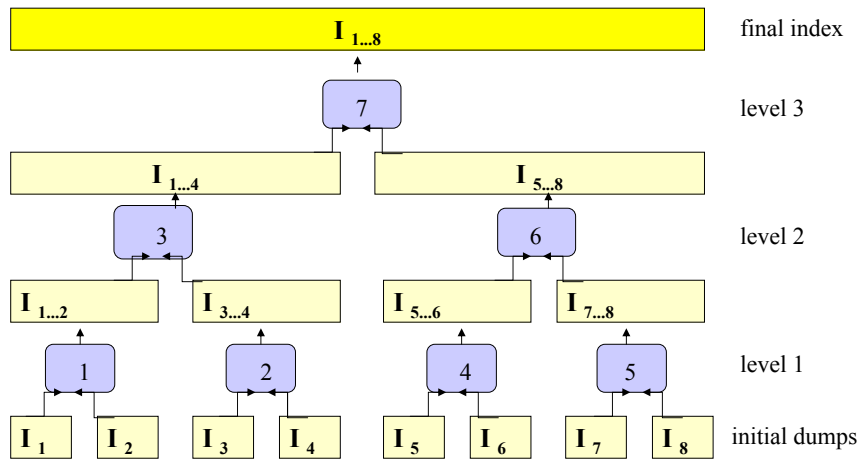 I 1...8 final index
7 level 3
I 1...4 I 5...8
3 6 level 2
I 1...2 I 3...4 I 5...6 I 7...8
1 2 4 5 level 1
I 1 I 2 I 3 I 4 I 5 I 6 I 7 I 8 initial dumps